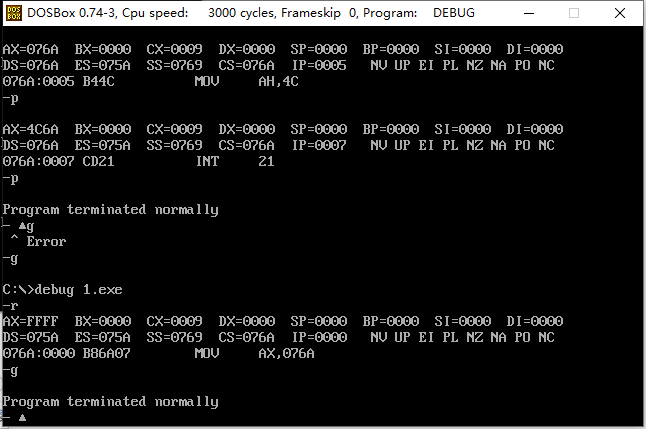 DOSBox 0.74-3, Cpu speed: 3000 cycles, Frameskip 0, Program: DEBUG
AX=076A BX=0000 CX=0009 DX=0000 SP=0000 BP=0000 SI=0000 DI=0000
DS=076A ES=075A SS=0769 CS=076A IP=0005 NV UP EI PL NZ NA PO NC
076A:0005 B44C MOV AH,4C
-p
AX=4C6A BX=0000 CX=0009 DX=0000 SP=0000 BP=0000 SI=0000 DI=0000
DS=076A ES=075A SS=0769 CS=076A IP=0007 NV UP EI PL NZ NA PO NC
076A:0007 CD21 INT 21
-p
Program terminated normally
- ▲g
^ Error
-g
C:\>debug 1.exe
-r
AX=FFFF BX=0000 CX=0009 DX=0000 SP=0000 BP=0000 SI=0000 DI=0000
DS=075A ES=075A SS=0769 CS=076A IP=0000 NV UP EI PL NZ NA PO NC
076A:0000 B86A07 MOV AX,076A
-g
Program terminated normally
- ▲